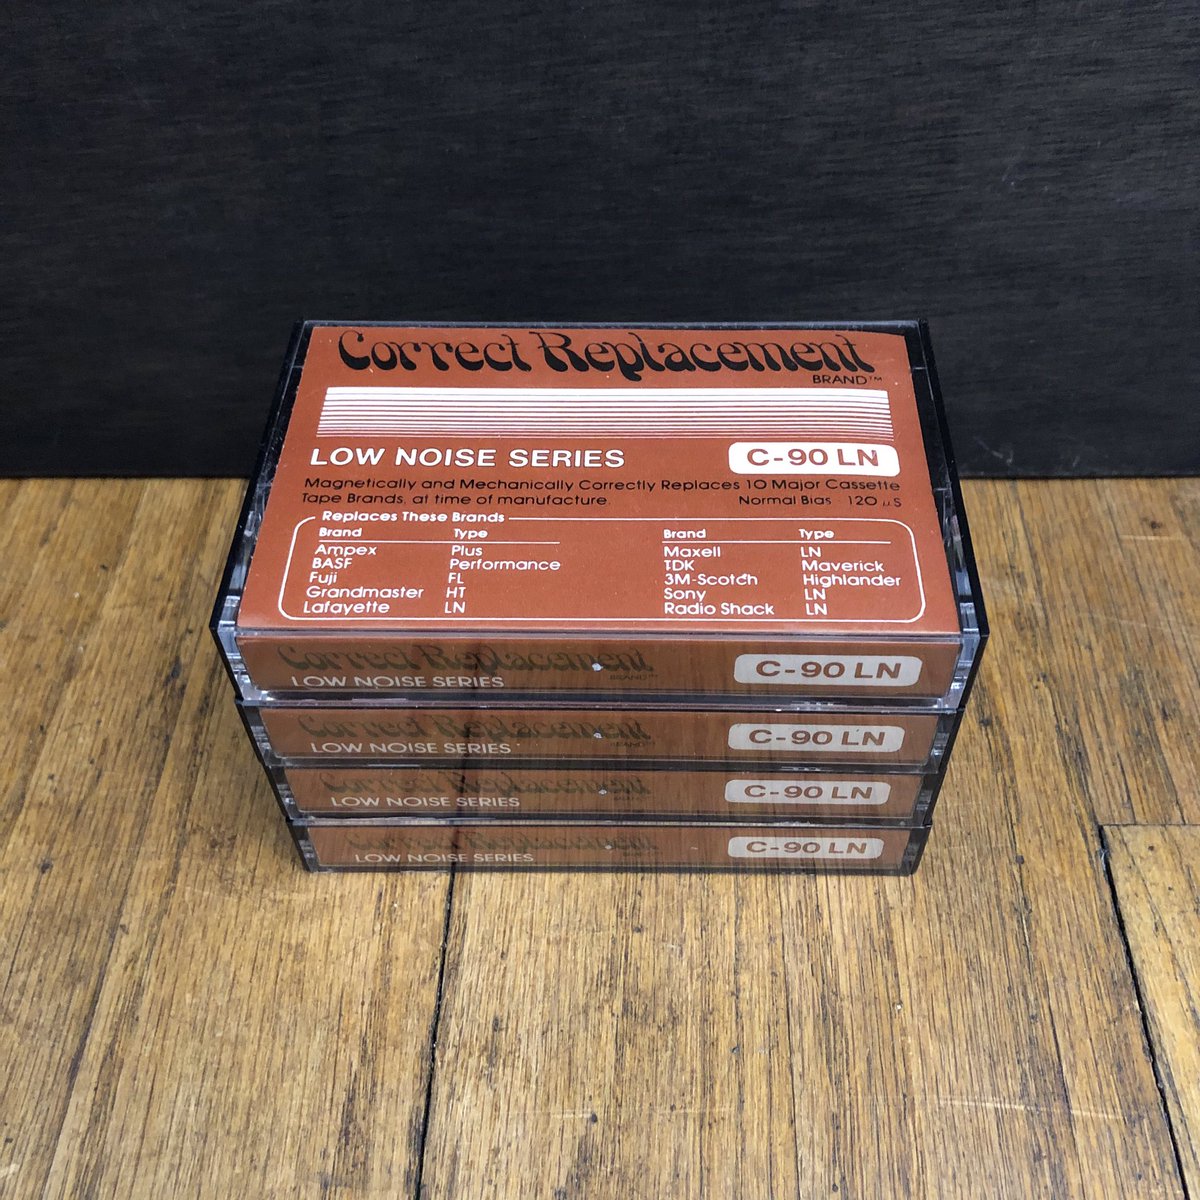 Correct Replacement
BRAND™
LOW NOISE SERIES C-90 LN
Magnetically and Mechanically Correctly Replaces 10 Major Cassette
Tape Brands, at time of manufacture. Normal Bias - 120 µS
Replaces These Brands
Brand Type Brand Type
Ampex Plus Maxell LN
BASF Performance TDK Maverick
Fuji FL 3M-Scotch Highlander
Grandmaster HT Sony LN
Lafayette LN Radio Shack LN
Correct Replacement
BRAND™
LOW NOISE SERIES C-90 LN
Correct Replacement
BRAND™
LOW NOISE SERIES C-90 LN
Correct Replacement
LOW NOISE SERIES C-90 LN
Correct Replacement
LOW NOISE SERIES C-90 LN